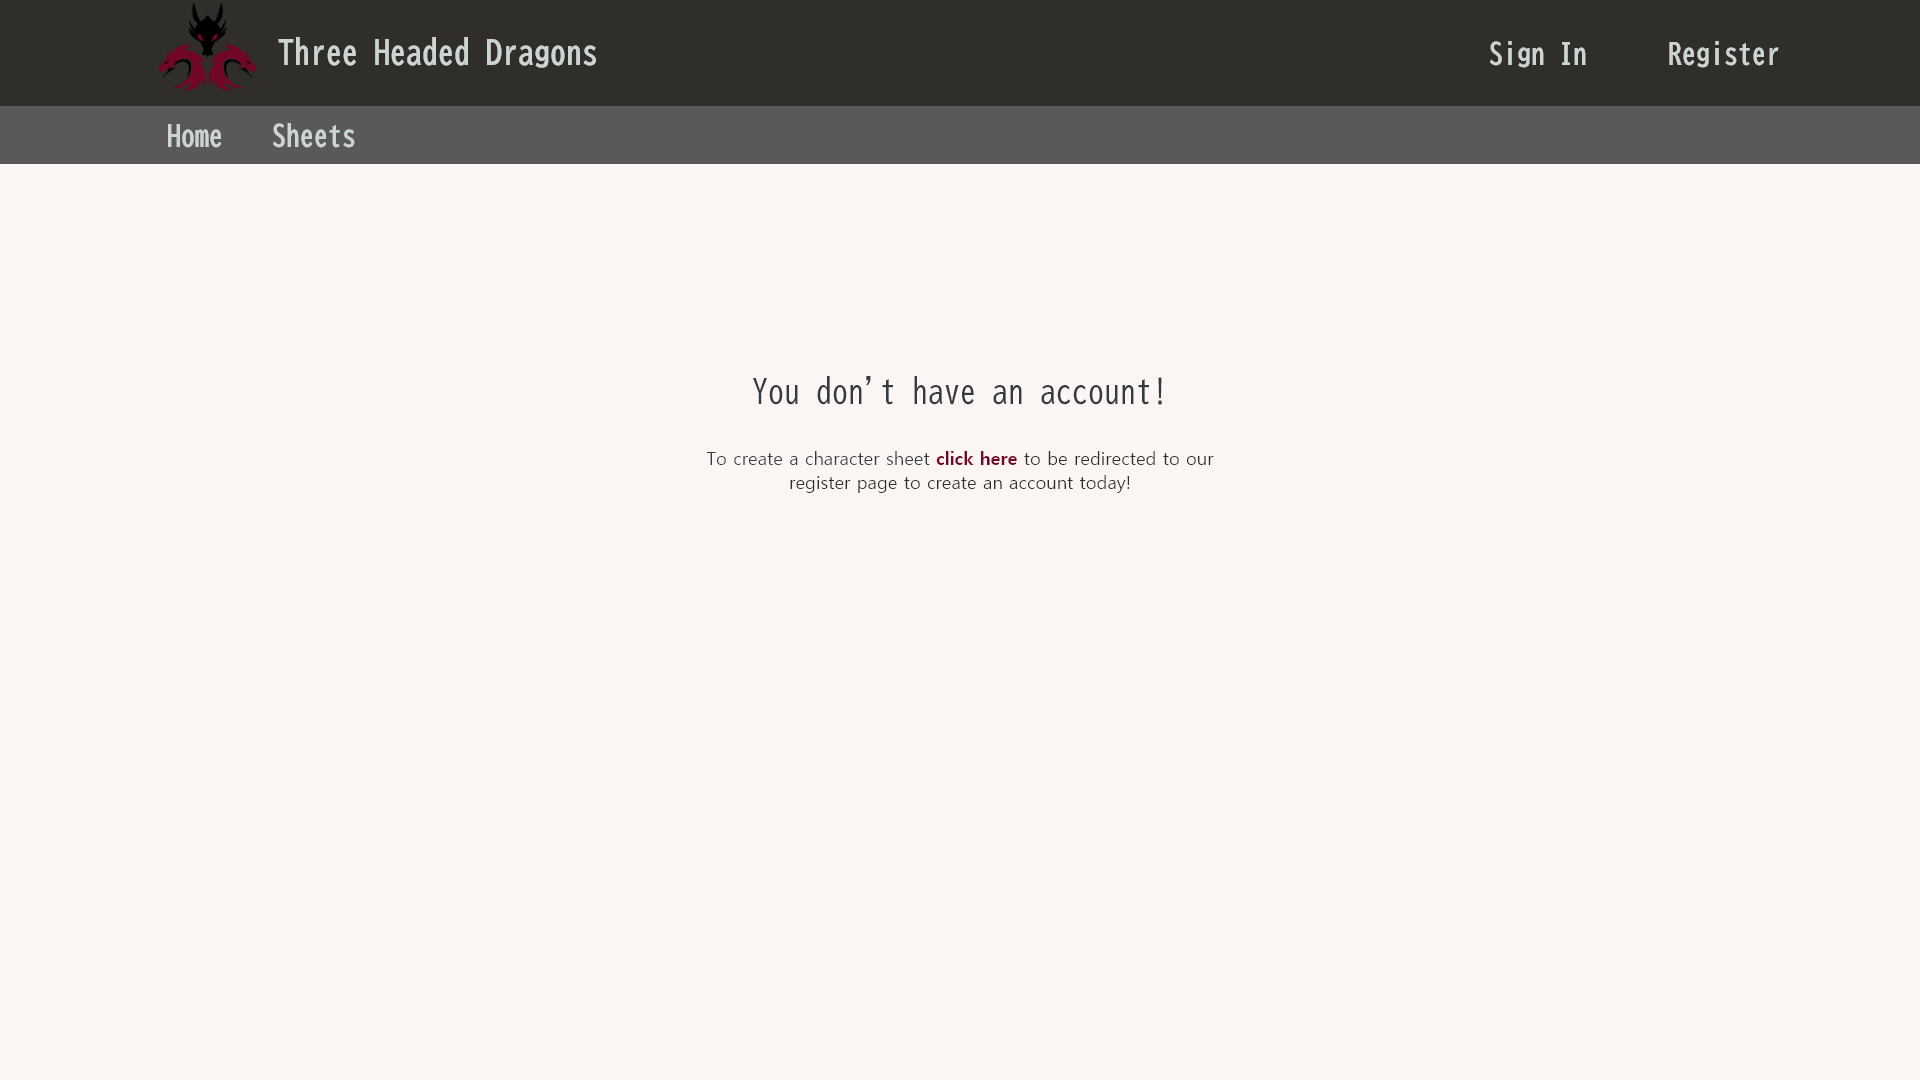 Three Headed Dragons
Sign In
Register
Home
Sheets
You don't have an account!
To create a character sheet click here to be redirected to our
register page to create an account today!